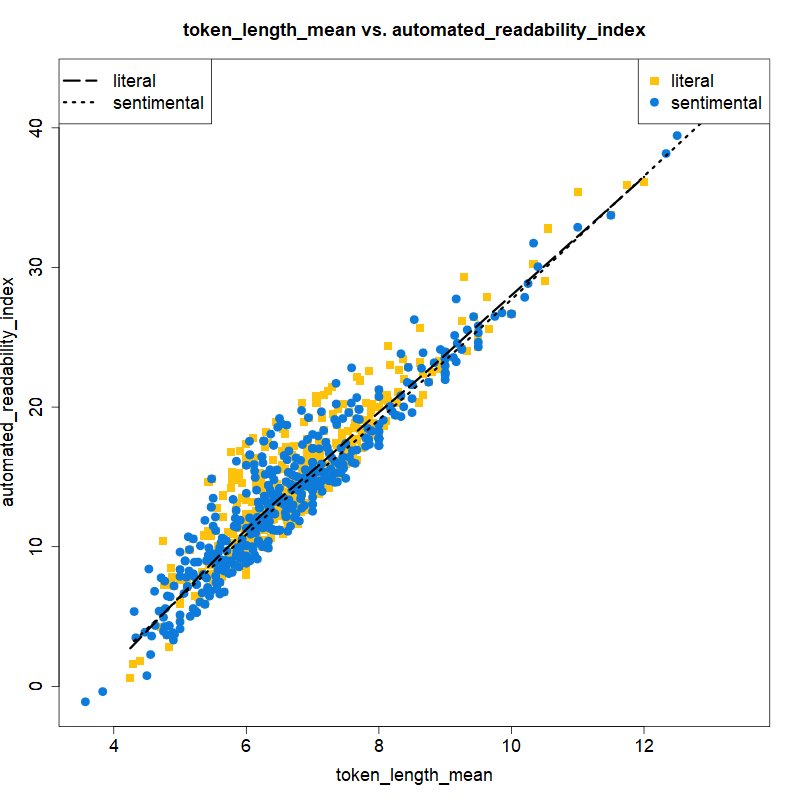 token_length_mean vs. automated_readability_index
literal
sentimental
literal
sentimental
automated_readability_index
40
30
20
10
0
4 6 8 10 12
token_length_mean